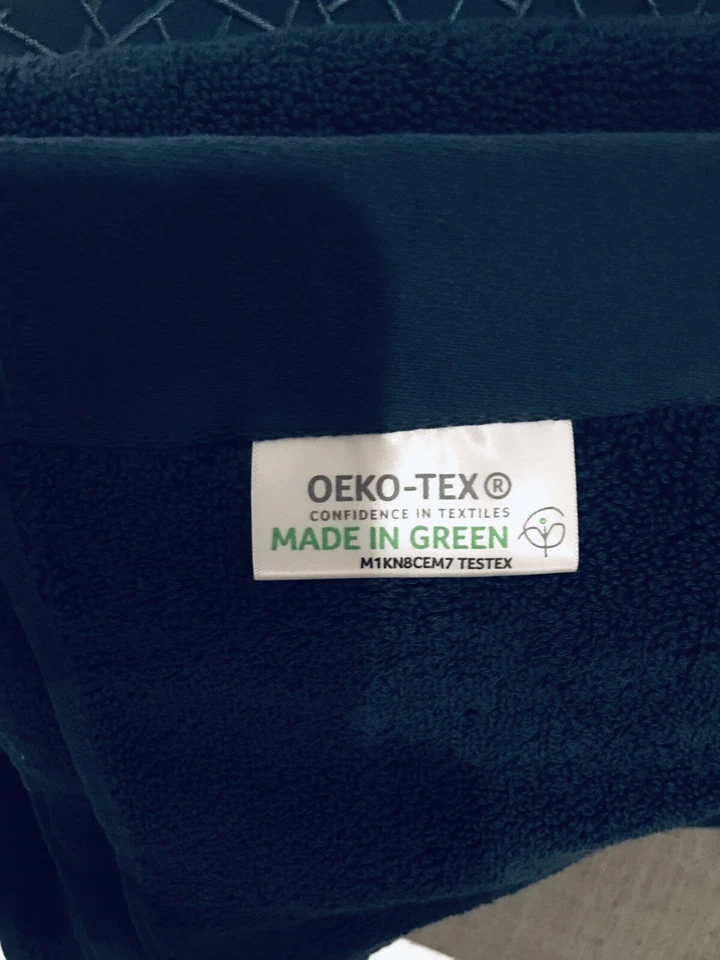 OEKO-TEX®
CONFIDENCE IN TEXTILES
MADE IN GREEN
M1KN8CEM7 TESTEX